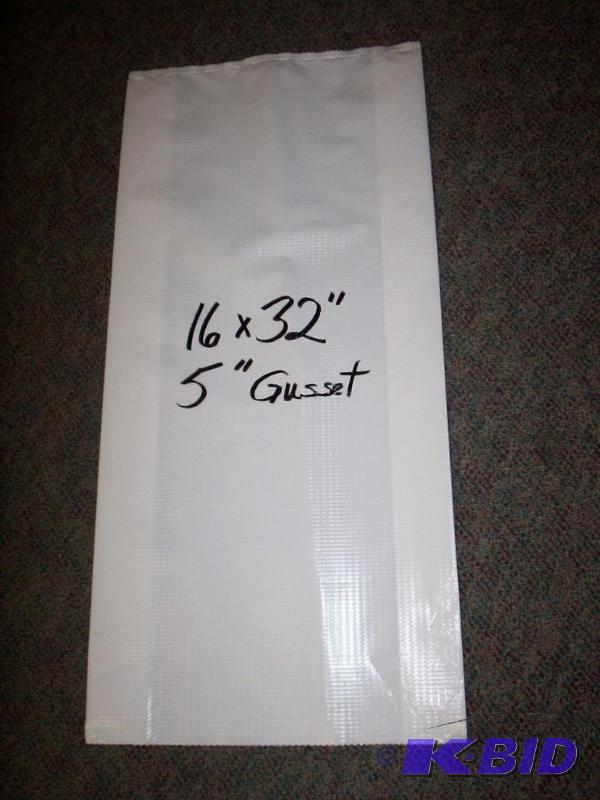 16 x 32"
5" Gusset
K-BID